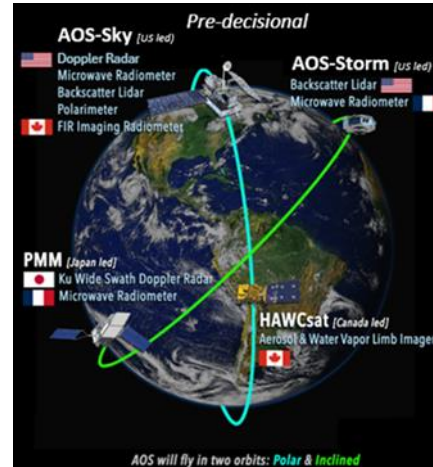 Pre-decisional
AOS-Sky [US led]
Doppler Radar
Microwave Radiometer
Backscatter Lidar
Polarimeter
FIR Imaging Radiometer
AOS-Storm [US led]
Backscatter Lidar
Microwave Radiometer
PMM [Japan led]
Ku Wide Swath Doppler Radar
Microwave Radiometer
HAWCsat [Canada led]
Aerosol & Water Vapor Limb Imager
AOS will fly in two orbits: Polar & Inclined